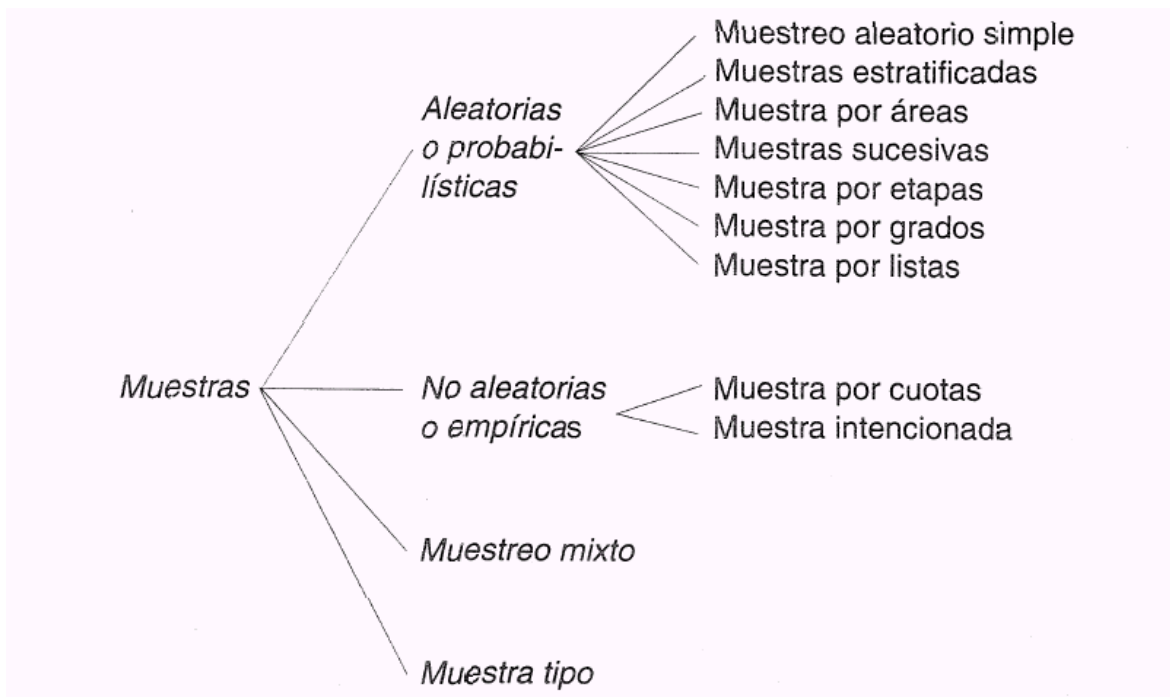 Muestras
Aleatorias
o probabi-
lísticas
Muestreo aleatorio simple
Muestras estratificadas
Muestra por áreas
Muestras sucesivas
Muestra por etapas
Muestra por grados
Muestra por listas
No aleatorias
o empíricas
Muestra por cuotas
Muestra intencionada
Muestreo mixto
Muestra tipo